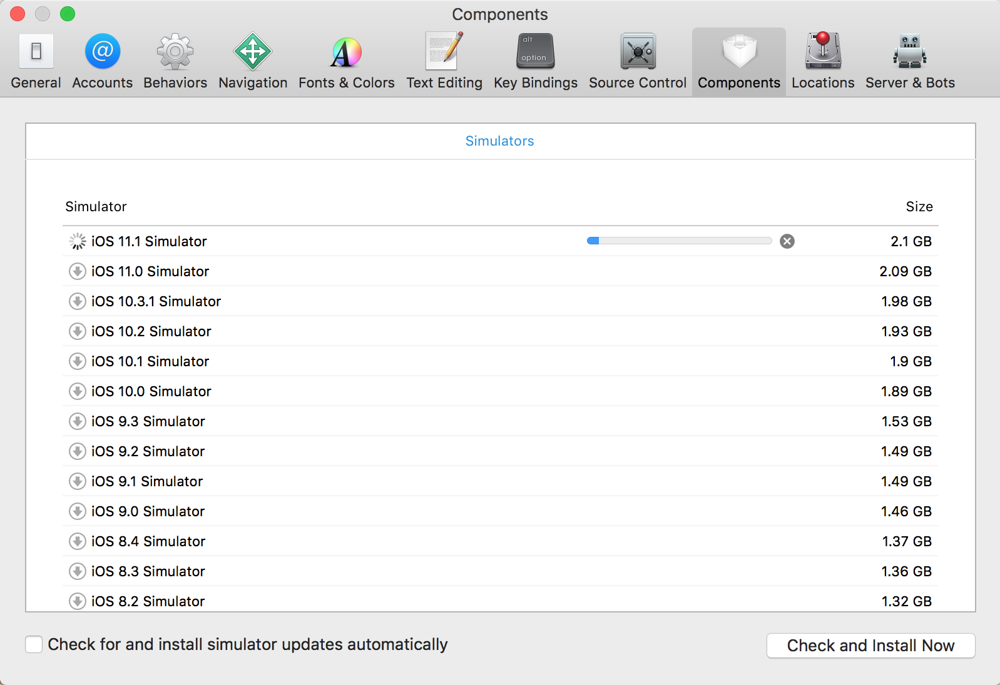 Components
@
alt
option
A
General Accounts Behaviors Navigation Fonts & Colors Text Editing Key Bindings Source Control Components Locations Server & Bots
Simulators
Simulator Size
iOS 11.1 Simulator 2.1 GB
iOS 11.0 Simulator 2.09 GB
iOS 10.3.1 Simulator 1.98 GB
iOS 10.2 Simulator 1.93 GB
iOS 10.1 Simulator 1.9 GB
iOS 10.0 Simulator 1.89 GB
iOS 9.3 Simulator 1.53 GB
iOS 9.2 Simulator 1.49 GB
iOS 9.1 Simulator 1.49 GB
iOS 9.0 Simulator 1.46 GB
iOS 8.4 Simulator 1.37 GB
iOS 8.3 Simulator 1.36 GB
iOS 8.2 Simulator 1.32 GB
Check for and install simulator updates automatically Check and Install Now